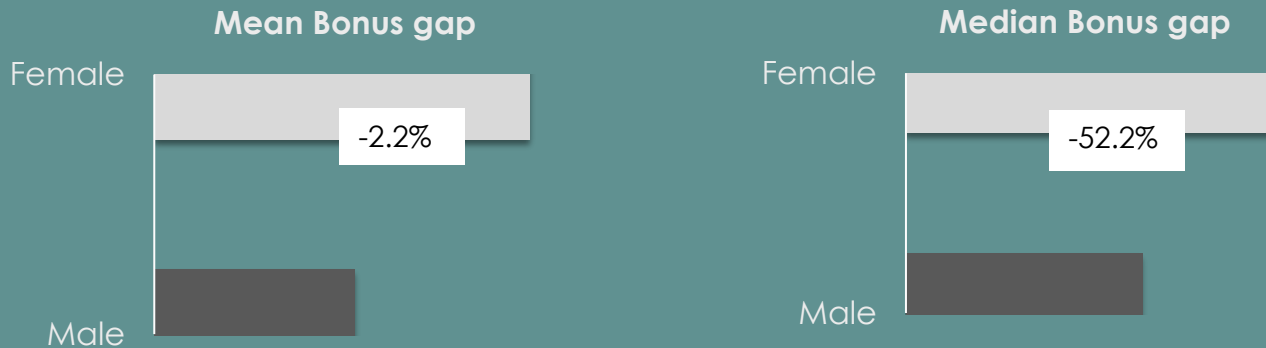 Mean Bonus gap
Female
-2.2%
Male
Median Bonus gap
Female
-52.2%
Male